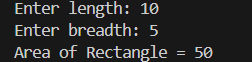 Enter length: 10
Enter breadth: 5
Area of Rectangle = 50